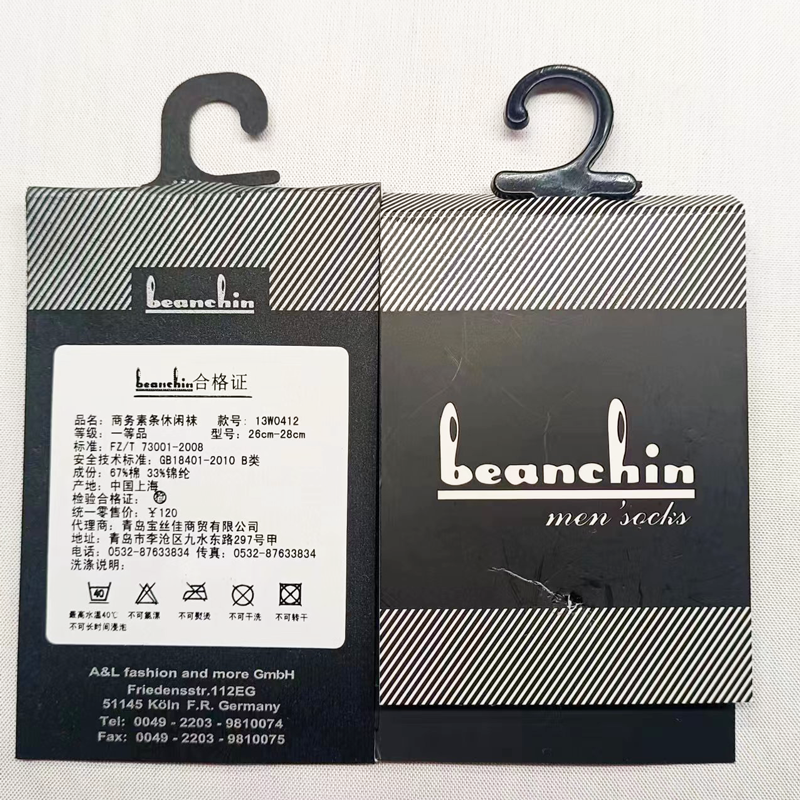 beanchin
beanchin合格证
品名: 商务素条休闲袜 款号: 13W0412
等级: 一等品 型号: 26cm-28cm
标准: FZ/T 73001-2008
安全技术标准: GB18401-2010 B类
成份: 67%棉 33%锦纶
产地: 中国上海
检验合格证:
统一零售价: ￥120
代理商: 青岛宝丝佳商贸有限公司
地址: 青岛市李沧区九水东路297号甲
电话: 0532-87633834 传真: 0532-87633834
洗涤说明:
40
最高水温40℃ 不可氯漂 不可熨烫 不可干洗 不可转干
不可长时间浸泡
A&L fashion and more GmbH
Friedensstr.112EG
51145 Köln F.R. Germany
Tel: 0049 - 2203 - 9810074
Fax: 0049 - 2203 - 9810075
beanchin
men'socks